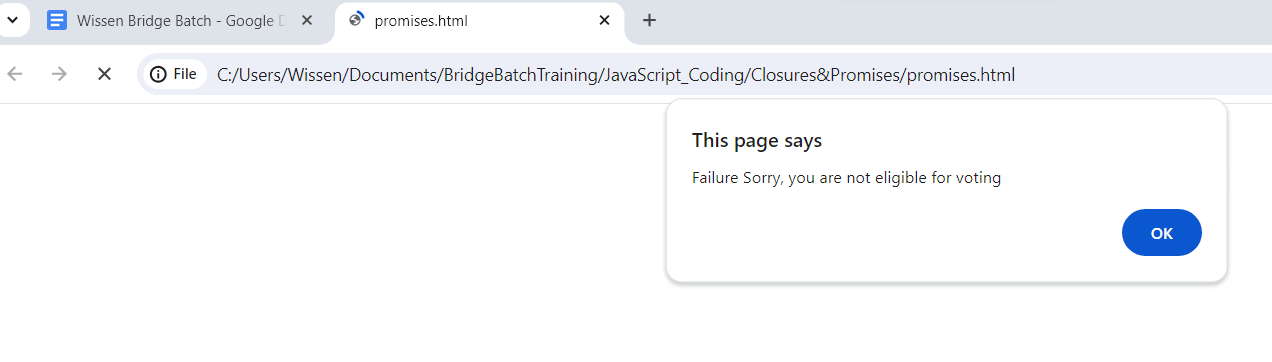 Wissen Bridge Batch - Google D
promises.html
File C:/Users/Wissen/Documents/BridgeBatchTraining/JavaScript_Coding/Closures&Promises/promises.html
This page says
Failure Sorry, you are not eligible for voting
OK